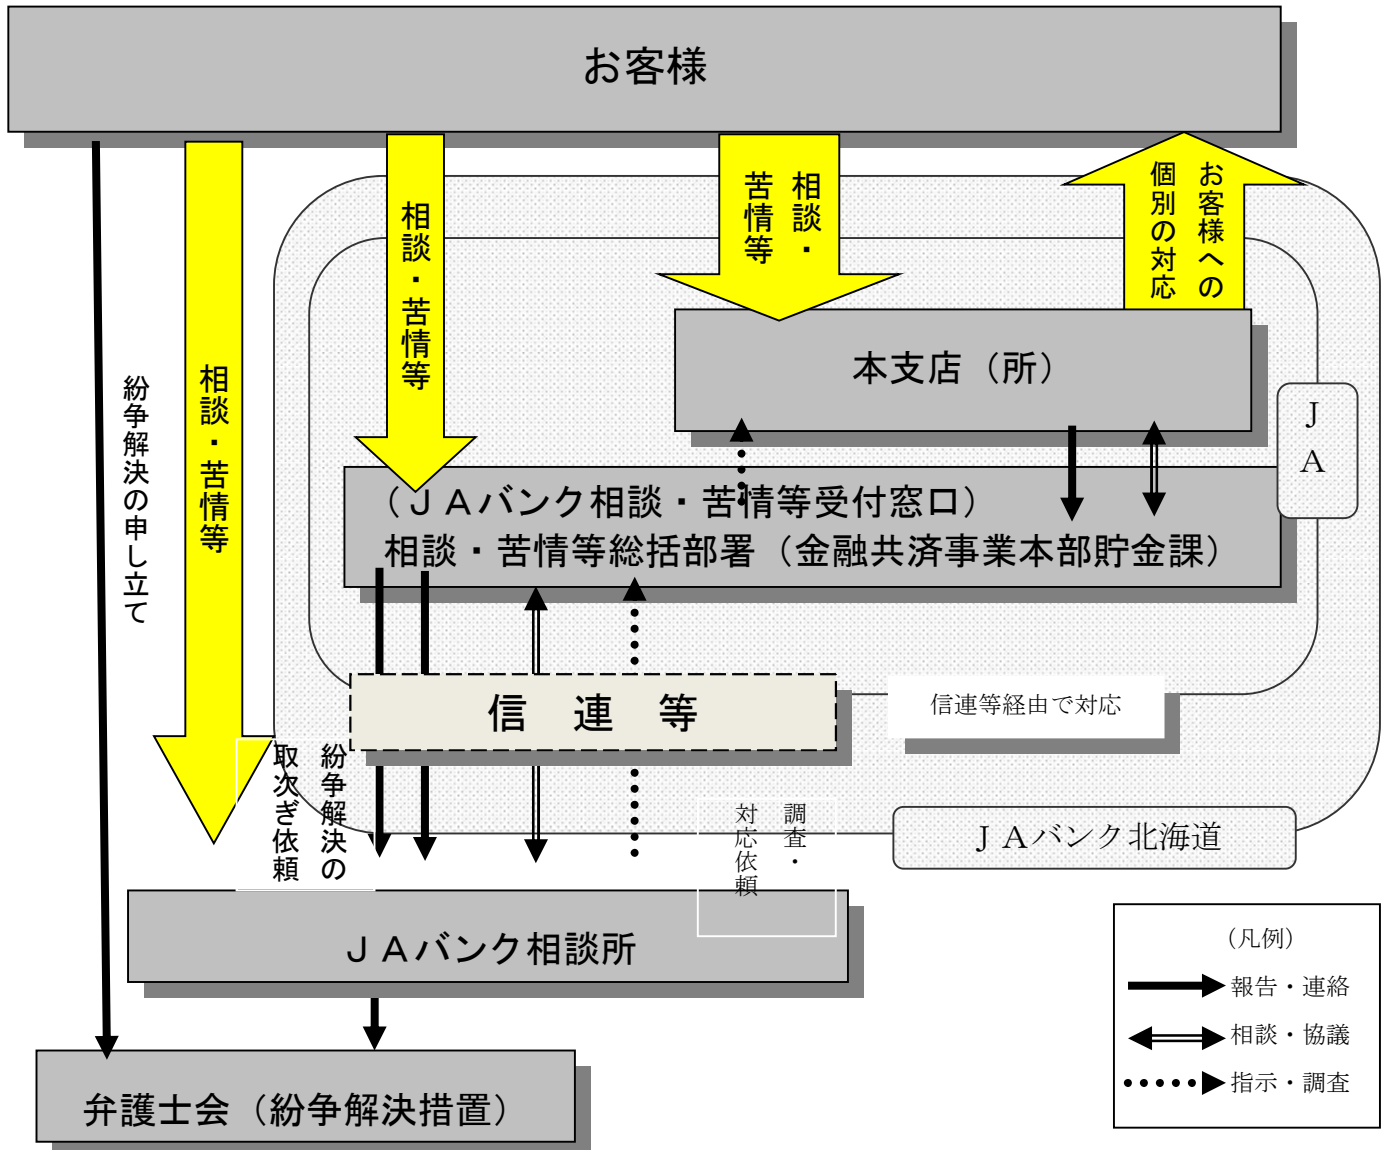 お客様
紛争解決の申し立て
相談・苦情等
相談・苦情等
相談・
苦情等
お客様への
個別の対応
本支店（所）
ＪＡ
（ＪＡバンク相談・苦情等受付窓口）
相談・苦情等総括部署（金融共済事業本部貯金課）
信　連　等
信連等経由で対応
紛争解決の
取次ぎ依頼
調査・
対応依頼
ＪＡバンク北海道
ＪＡバンク相談所
弁護士会（紛争解決措置）
（凡例）
報告・連絡
相談・協議
指示・調査